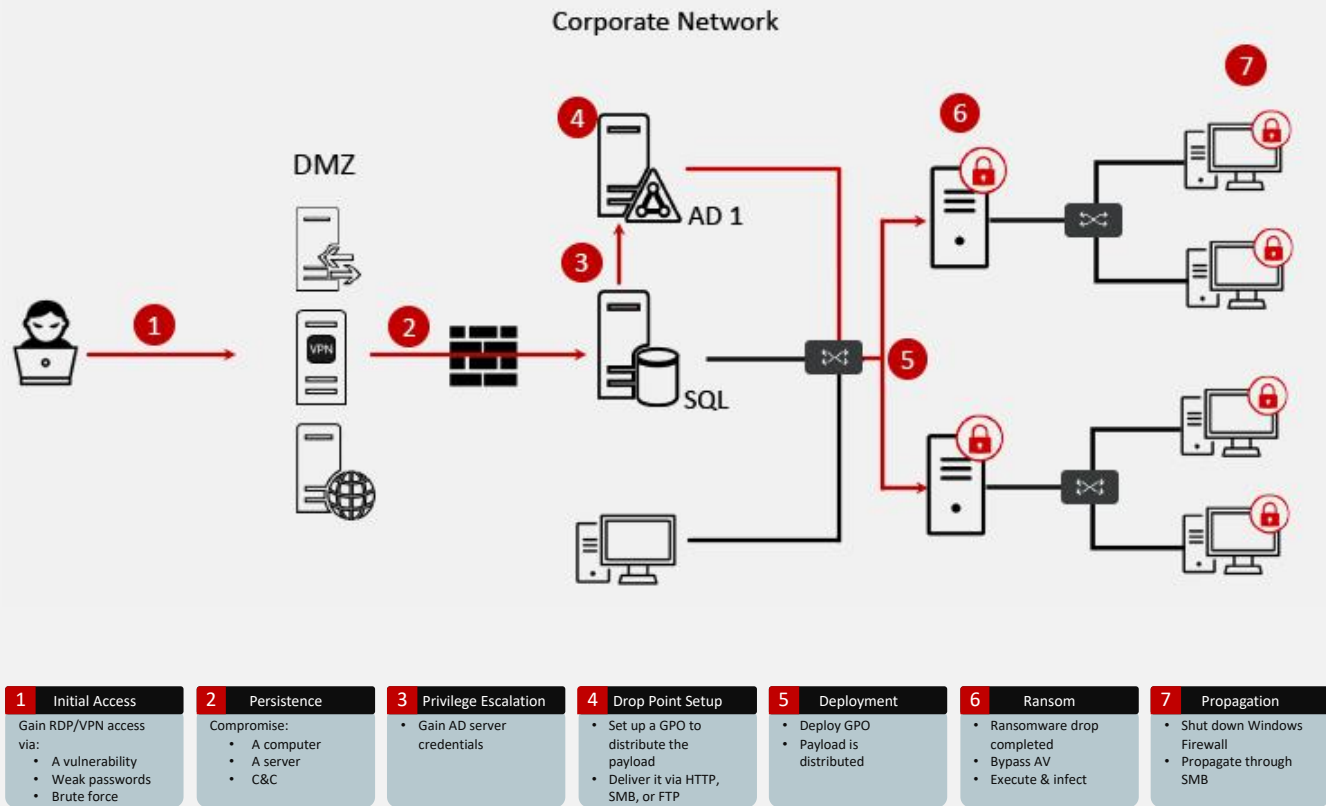 Corporate Network
7
4
6
DMZ
AD 1
3
1
2
VPN
5
SQL
1 Initial Access
Gain RDP/VPN access
via:
• A vulnerability
• Weak passwords
• Brute force
2 Persistence
Compromise:
• A computer
• A server
• C&C
3 Privilege Escalation
• Gain AD server
credentials
4 Drop Point Setup
• Set up a GPO to
distribute the
payload
• Deliver it via HTTP,
SMB, or FTP
5 Deployment
• Deploy GPO
• Payload is
distributed
6 Ransom
• Ransomware drop
completed
• Bypass AV
• Execute & infect
7 Propagation
• Shut down Windows
Firewall
• Propagate through
SMB